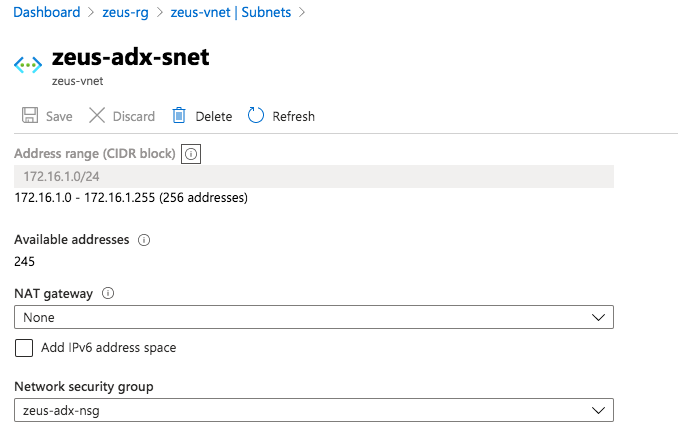 Dashboard > zeus-rg > zeus-vnet | Subnets >
zeus-adx-snet
zeus-vnet
Save Discard Delete Refresh
Address range (CIDR block)
172.16.1.0/24
172.16.1.0 - 172.16.1.255 (256 addresses)
Available addresses
245
NAT gateway
None
Add IPv6 address space
Network security group
zeus-adx-nsg